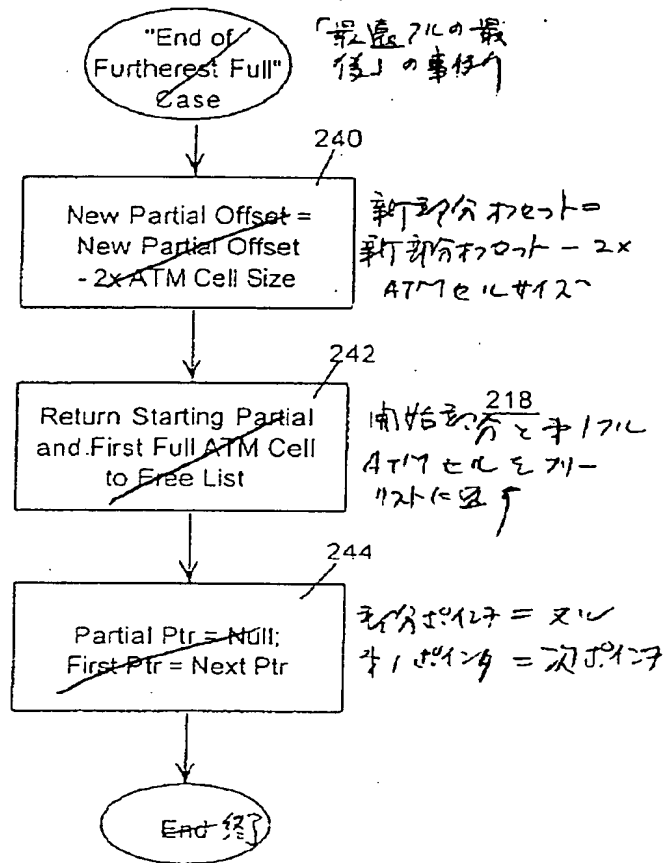 "End of
Furtherest Full"
Case
「最遠フルの最
後」の事件
240
New Partial Offset =
New Partial Offset
- 2x ATM Cell Size
新部分オフセット=
新部分オフセット - 2x
ATMセルサイズ
242
Return Starting Partial
and First Full ATM Cell
to Free List
218
開始部分と第1フル
ATMセルをフリー
リストに
244
Partial Ptr = Null;
First Ptr = Next Ptr
部分ポインタ = ヌル
第1ポインタ = 次ポインタ
End 終了